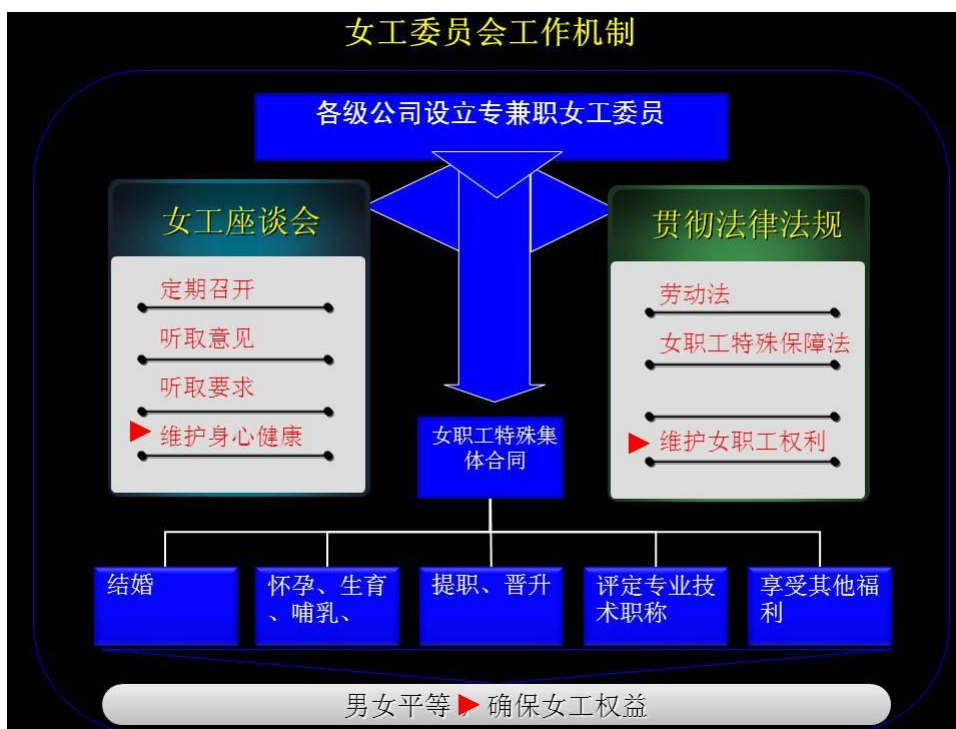 女工委员会工作机制
各级公司设立专兼职女工委员
女工座谈会
定期召开
听取意见
听取要求
维护身心健康
贯彻法律法规
劳动法
女职工特殊保障法
维护女职工权利
女职工特殊集
体合同
结婚
怀孕、生育
、哺乳、
提职、晋升
评定专业技
术职称
享受其他福
利
男女平等 确保女工权益